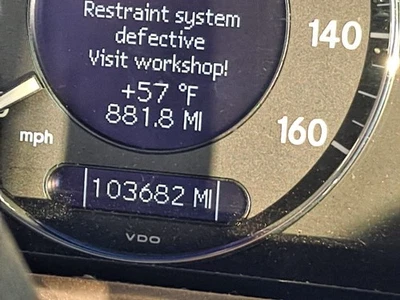 Restraint system
defective
Visit workshop!
+57 °F
881.8 MI
140
160
mph
103682 MI
VDO